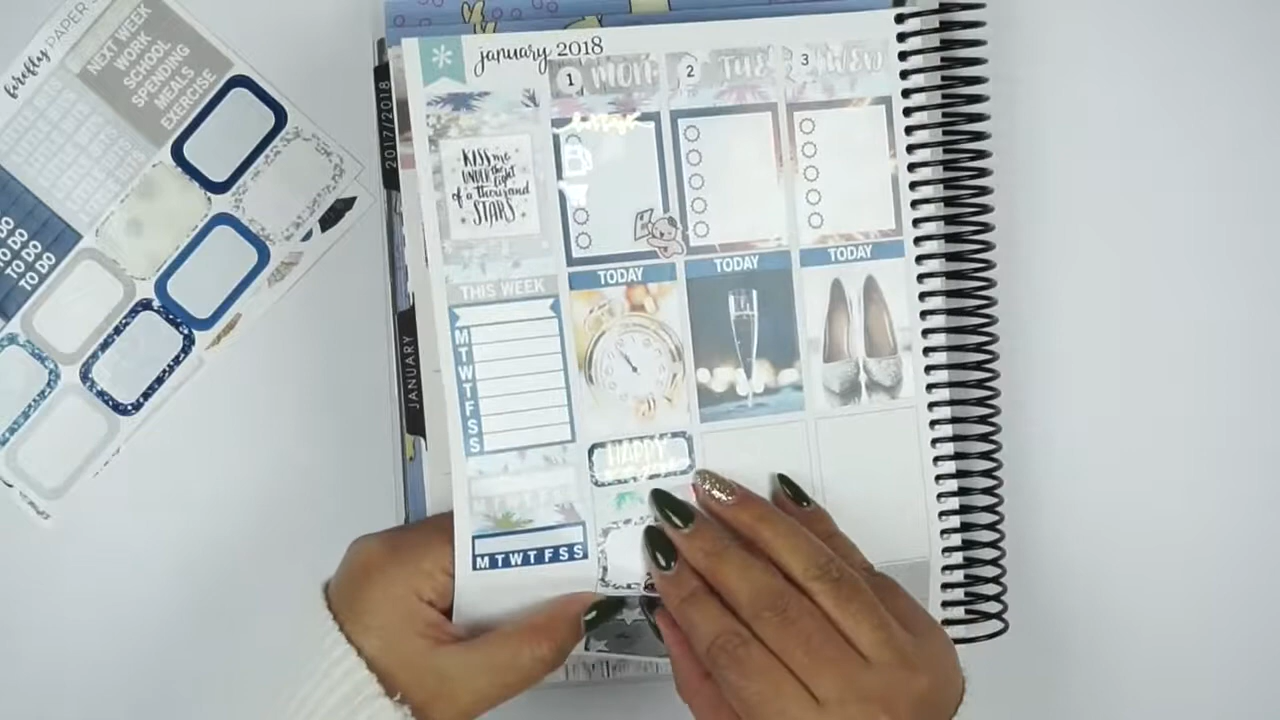 firefly PAPER
NEXT WEEK
WORK
SCHOOL
SPENDING
MEALS
EXERCISE
TO DO
TO DO
TO DO
TO DO
2017/2018
JANUARY
january 2018
1 MON
2 TUE
3 WED
KISS me
UNDER the light
of a thousand
STARS
TODAY
TODAY
TODAY
THIS WEEK
M
T
W
T
F
S
S
HAPPY
M T W T F S S